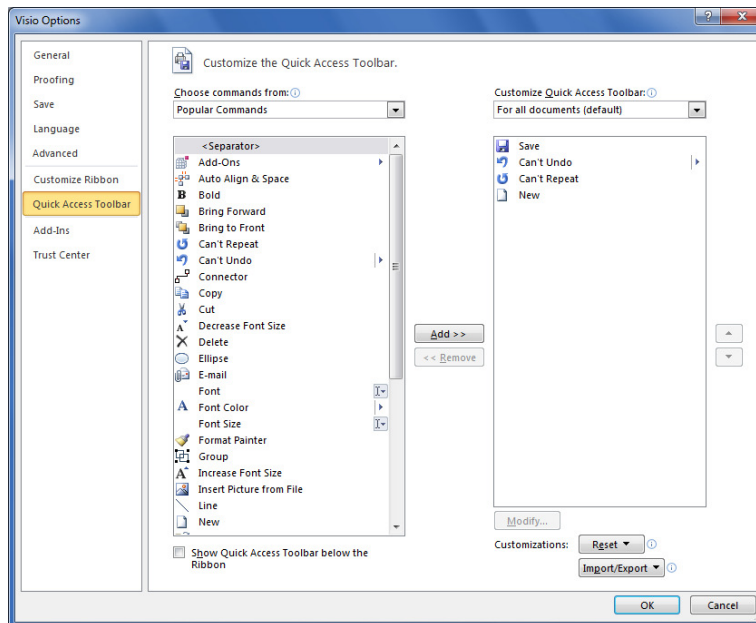 Visio Options
General
Proofing
Save
Language
Advanced
Customize Ribbon
Quick Access Toolbar
Add-Ins
Trust Center
Customize the Quick Access Toolbar.
Choose commands from:
Popular Commands
<Separator>
Add-Ons
Auto Align & Space
Bold
Bring Forward
Bring to Front
Can't Repeat
Can't Undo
Connector
Copy
Cut
Decrease Font Size
Delete
Ellipse
E-mail
Font
Font Color
Font Size
Format Painter
Group
Increase Font Size
Insert Picture from File
Line
New
Show Quick Access Toolbar below the
Ribbon
Add >>
<< Remove
Customize Quick Access Toolbar:
For all documents (default)
Save
Can't Undo
Can't Repeat
New
Modify...
Customizations: Reset
Import/Export
OK Cancel